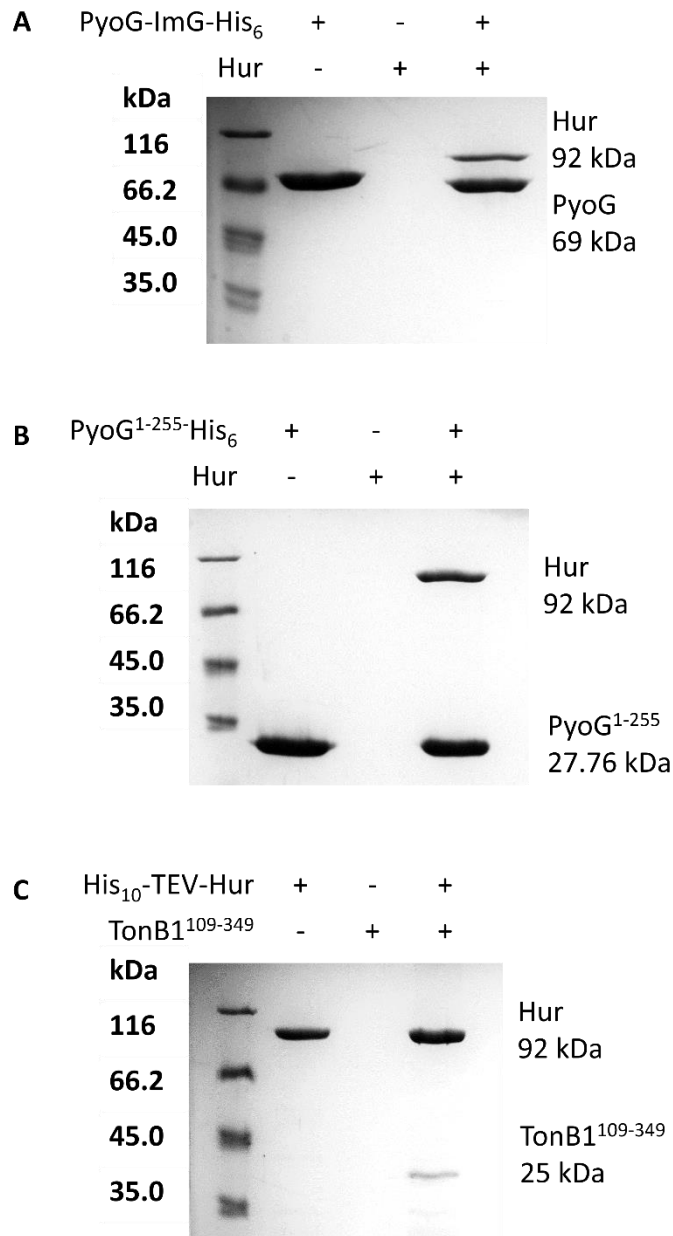 A
PyoG-ImG-His₆ + - +
Hur - + +
kDa
116
66.2
45.0
35.0
Hur
92 kDa
PyoG
69 kDa
B
PyoG¹⁻²⁵⁵⁻His₆ + - +
Hur - + +
kDa
116
66.2
45.0
35.0
Hur
92 kDa
PyoG¹⁻²⁵⁵
27.76 kDa
C
His₁₀-TEV-Hur + - +
TonB1¹⁰⁹⁻³⁴⁹ - + +
kDa
116
66.2
45.0
35.0
Hur
92 kDa
TonB1¹⁰⁹⁻³⁴⁹
25 kDa